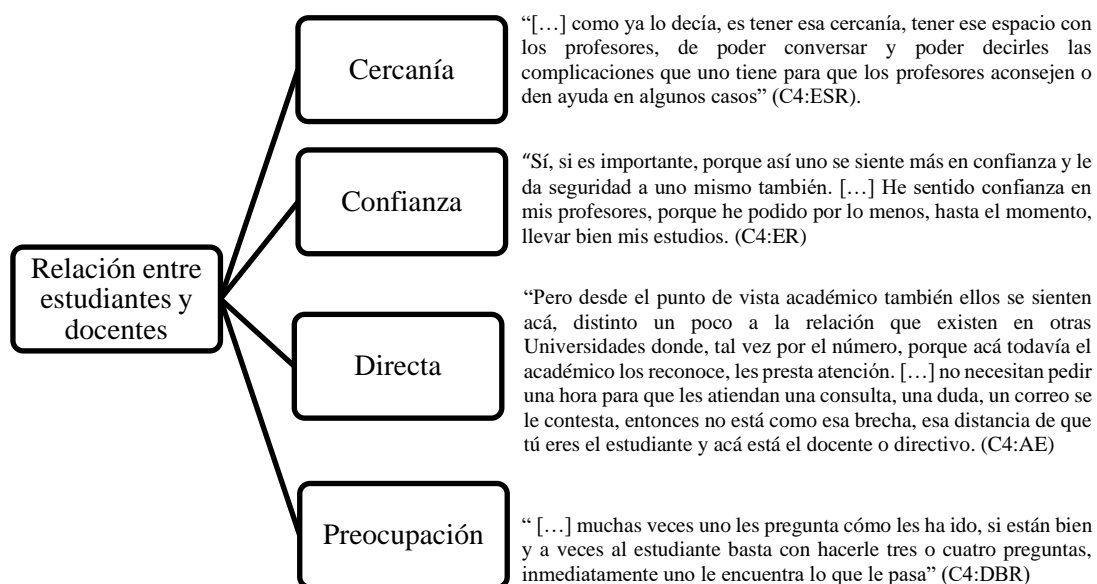 Relación entre
estudiantes y
docentes
Cercanía
“[…] como ya lo decía, es tener esa cercanía, tener ese espacio con
los profesores, de poder conversar y poder decirles las
complicaciones que uno tiene para que los profesores aconsejen o
den ayuda en algunos casos” (C4:ESR).
Confianza
“Sí, si es importante, porque así uno se siente más en confianza y le
da seguridad a uno mismo también. […] He sentido confianza en
mis profesores, porque he podido por lo menos, hasta el momento,
llevar bien mis estudios. (C4:ER)
Directa
“Pero desde el punto de vista académico también ellos se sienten
acá, distinto un poco a la relación que existen en otras
Universidades donde, tal vez por el número, porque acá todavía el
académico los reconoce, les presta atención. […] no necesitan pedir
una hora para que les atiendan una consulta, una duda, un correo se
le contesta, entonces no está como esa brecha, esa distancia de que
tú eres el estudiante y acá está el docente o directivo. (C4:AE)
Preocupación
“ […] muchas veces uno les pregunta cómo les ha ido, si están bien
y a veces al estudiante basta con hacerle tres o cuatro preguntas,
inmediatamente uno le encuentra lo que le pasa” (C4:DBR)